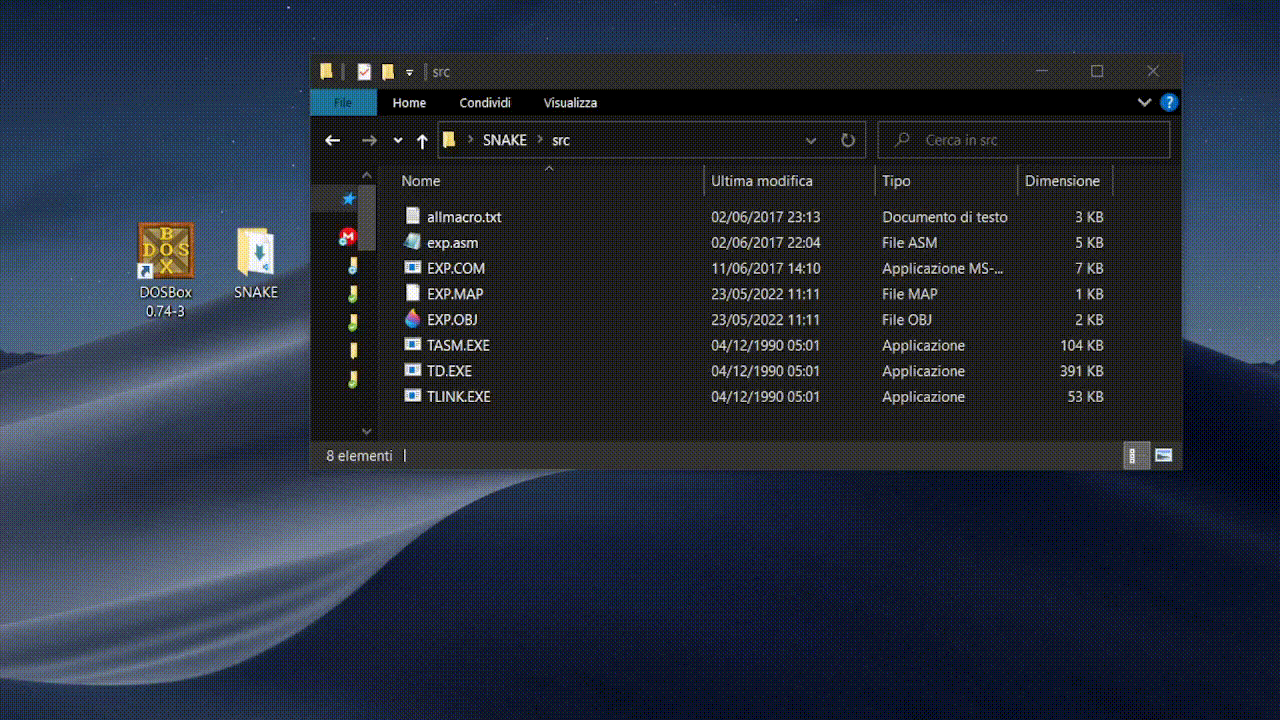 src
File Home Condividi Visualizza ?
SNAKE src
Cerca in src
Nome Ultima modifica Tipo Dimensione
allmacro.txt 02/06/2017 23:13 Documento di testo 3 KB
exp.asm 02/06/2017 22:04 File ASM 5 KB
EXP.COM 11/06/2017 14:10 Applicazione MS-... 7 KB
EXP.MAP 23/05/2022 11:11 File MAP 1 KB
EXP.OBJ 23/05/2022 11:11 File OBJ 2 KB
TASM.EXE 04/12/1990 05:01 Applicazione 104 KB
TD.EXE 04/12/1990 05:01 Applicazione 391 KB
TLINK.EXE 04/12/1990 05:01 Applicazione 53 KB
8 elementi
BO
DOS
X
DOSBox
0.74-3
SNAKE
M